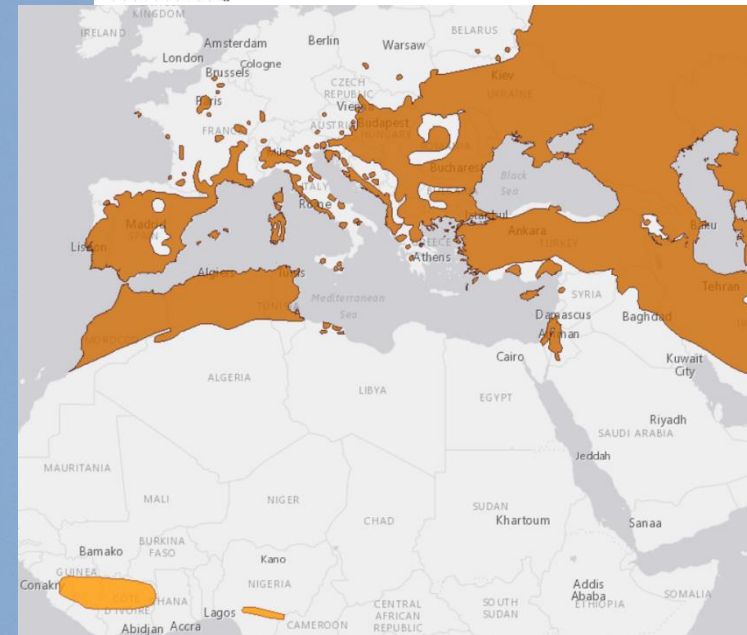 KINGDOM
IRELAND
Amsterdam
Berlin
Warsaw
BELARUS
London
Brussels
Cologne
Kiev
UKRAINE
CZECH
REPUBLIC
Paris
Vienna
AUSTRIA
Budapest
HUNGARY
FRANCE
Bucharest
Black
Sea
ITALY
Rome
Istanbul
Madrid
SPAIN
Ankara
TURKEY
Baku
Lisbon
GREECE
Athens
Algiers
Tunis
Tehran
Mediterranean
Sea
SYRIA
TUNISIA
Damascus
Baghdad
MOROCCO
Amman
Cairo
Kuwait
City
ALGERIA
LIBYA
EGYPT
Riyadh
SAUDI ARABIA
Jeddah
MAURITANIA
MALI
NIGER
SUDAN
CHAD
Khartoum
Sanaa
BURKINA
FASO
Bamako
Kano
GUINEA
Conakry
NIGERIA
Addis
Ababa
COTE
D'IVOIRE
GHANA
Lagos
ETHIOPIA
SOMALIA
CENTRAL
AFRICAN
REPUBLIC
SOUTH
SUDAN
Abidjan
Accra
CAMEROON